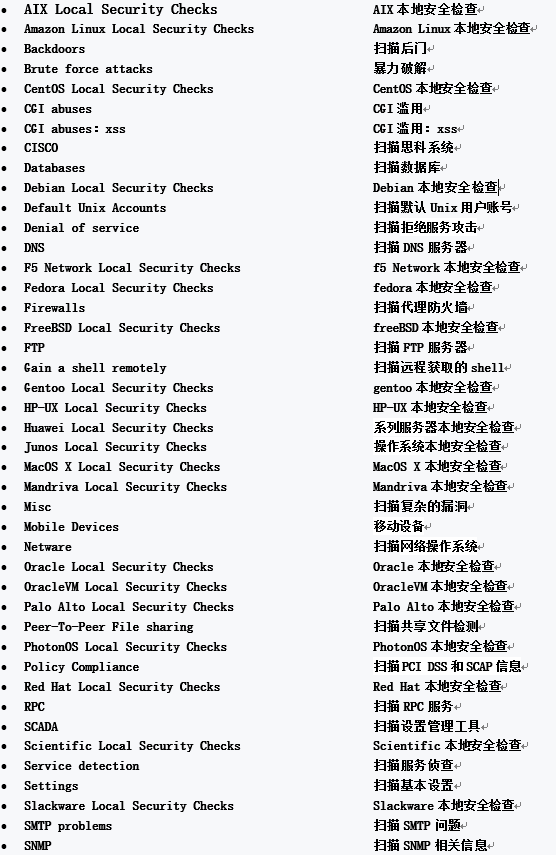 • AIX Local Security Checks AIX 本地安全检查↵
• Amazon Linux Local Security Checks Amazon Linux 本地安全检查↵
• Backdoors 扫描后门↵
• Brute force attacks 暴力破解↵
• CentOS Local Security Checks CentOS 本地安全检查↵
• CGI abuses CGI 滥用↵
• CGI abuses: xss CGI 滥用: xss↵
• CISCO 扫描思科系统↵
• Databases 扫描数据库↵
• Debian Local Security Checks Debian 本地安全检查↵
• Default Unix Accounts 扫描默认 Unix 用户账号↵
• Denial of service 扫描拒绝服务攻击↵
• DNS 扫描 DNS 服务器↵
• F5 Network Local Security Checks f5 Network 本地安全检查↵
• Fedora Local Security Checks fedora 本地安全检查↵
• Firewalls 扫描代理防火墙↵
• FreeBSD Local Security Checks freeBSD 本地安全检查↵
• FTP 扫描 FTP 服务器↵
• Gain a shell remotely 扫描远程获取的 shell↵
• Gentoo Local Security Checks gentoo 本地安全检查↵
• HP-UX Local Security Checks HP-UX 本地安全检查↵
• Huawei Local Security Checks 系列服务器本地安全检查↵
• Junos Local Security Checks 操作系统本地安全检查↵
• MacOS X Local Security Checks MacOS X 本地安全检查↵
• Mandriva Local Security Checks Mandriva 本地安全检查↵
• Misc 扫描复杂的漏洞↵
• Mobile Devices 移动设备↵
• Netware 扫描网络操作系统↵
• Oracle Local Security Checks Oracle 本地安全检查↵
• OracleVM Local Security Checks OracleVM 本地安全检查↵
• Palo Alto Local Security Checks Palo Alto 本地安全检查↵
• Peer-To-Peer File sharing 扫描共享文件检测↵
• PhotonOS Local Security Checks PhotonOS 本地安全检查↵
• Policy Compliance 扫描 PCI DSS 和 SCAP 信息
• Red Hat Local Security Checks Red Hat 本地安全检查↵
• RPC 扫描 RPC 服务↵
• SCADA 扫描设置管理工具↵
• Scientific Local Security Checks Scientific 本地安全检查↵
• Service detection 扫描服务侦查↵
• Settings 扫描基本设置↵
• Slackware Local Security Checks Slackware 本地安全检查↵
• SMTP problems 扫描 SMTP 问题↵
• SNMP 扫描 SNMP 相关信息↵